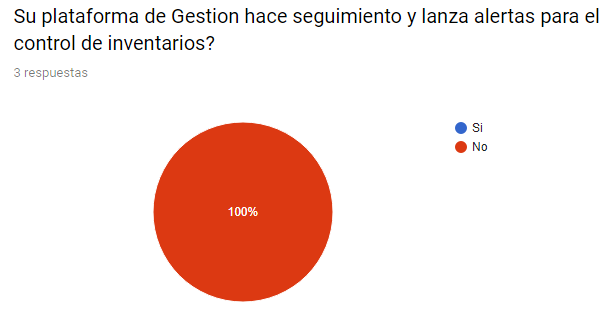 Su plataforma de Gestion hace seguimiento y lanza alertas para el
control de inventarios?
3 respuestas
Si
No
100%